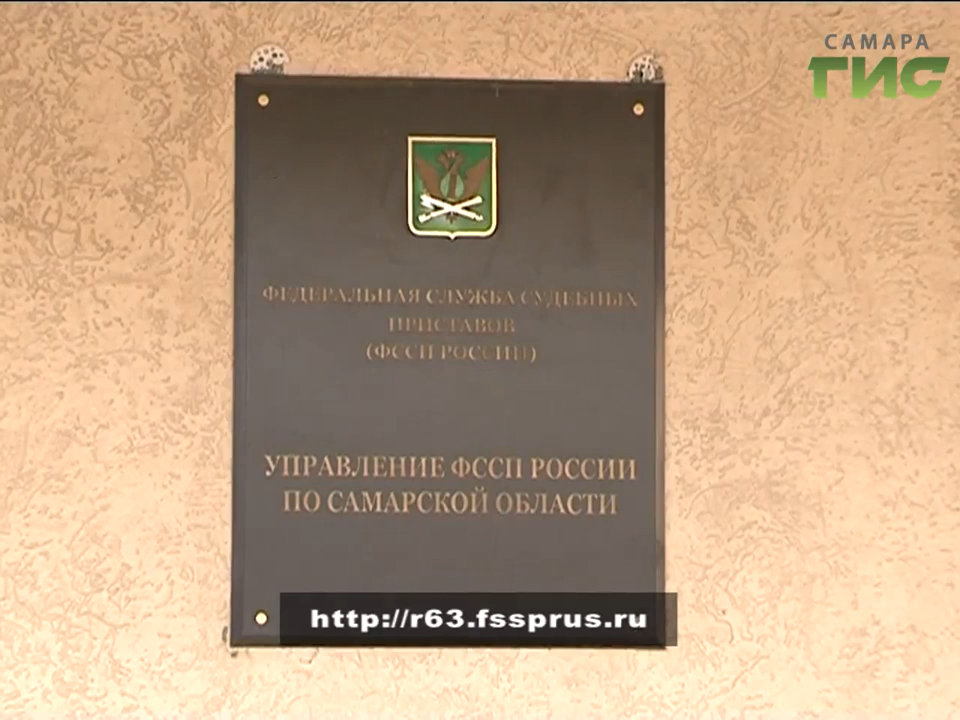 САМАРА
ГИС
ФЕДЕРАЛЬНАЯ СЛУЖБА СУДЕБНЫХ
ПРИСТАВОВ
(ФССП РОССИИ)
УПРАВЛЕНИЕ ФССП РОССИИ
ПО САМАРСКОЙ ОБЛАСТИ
http://r63.fssprus.ru